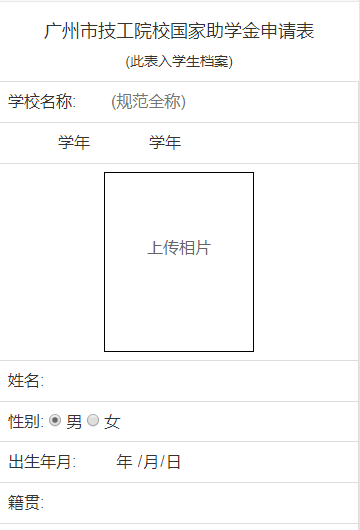 广州市技工院校国家助学金申请表
(此表入学生档案)
学校名称: (规范全称)
学年 学年
上传相片
姓名:
性别: 男 女
出生年月: 年 /月/日
籍贯: